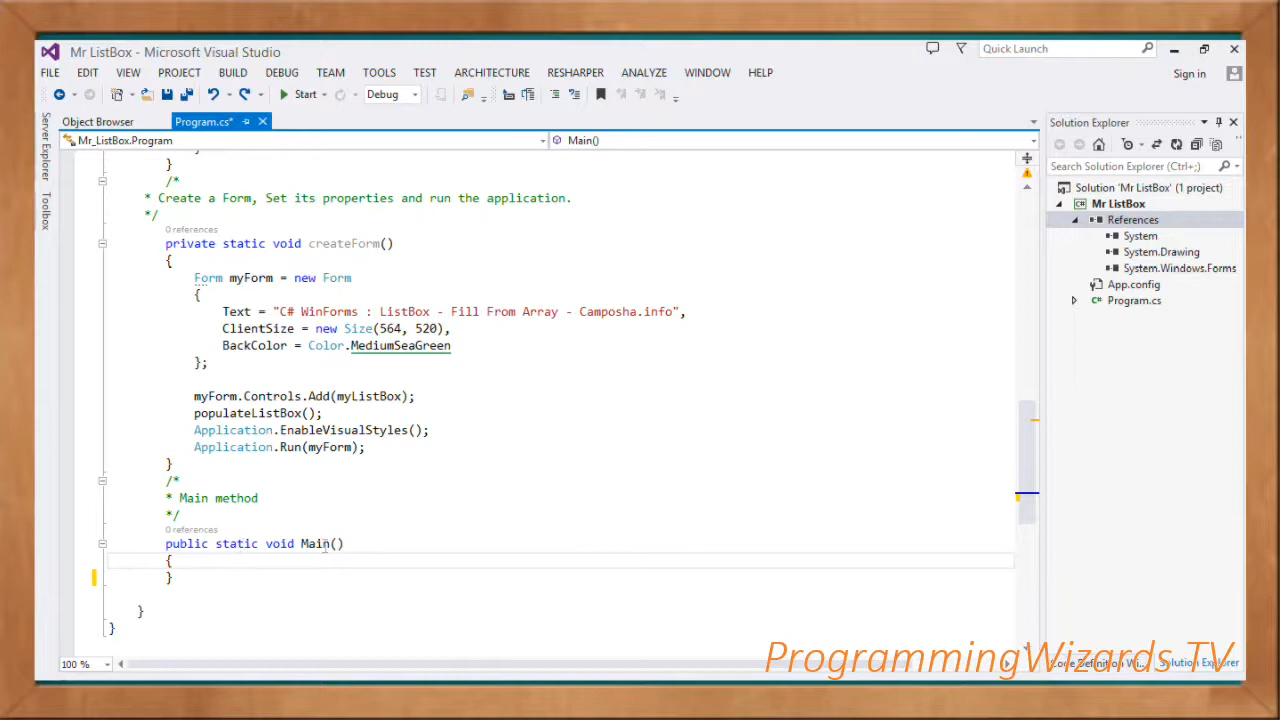 Mr ListBox - Microsoft Visual Studio
Quick Launch
FILE EDIT VIEW PROJECT BUILD DEBUG TEAM TOOLS TEST ARCHITECTURE RESHARPER ANALYZE WINDOW HELP
Sign in
Start Debug
Server Explorer
Toolbox
Object Browser
Program.cs*
Mr_ListBox.Program
Main()
}
}
/*
* Create a Form, Set its properties and run the application.
*/
0 references
private static void createForm()
{
Form myForm = new Form
{
Text = "C# WinForms : ListBox - Fill From Array - Camposha.info",
ClientSize = new Size(564, 520),
BackColor = Color.MediumSeaGreen
};
myForm.Controls.Add(myListBox);
populateListBox();
Application.EnableVisualStyles();
Application.Run(myForm);
}
/*
* Main method
*/
0 references
public static void Main()
{
}
}
}
100 %
Solution Explorer
Search Solution Explorer (Ctrl+;)
Solution 'Mr ListBox' (1 project)
C# Mr ListBox
References
System
System.Drawing
System.Windows.Forms
App.config
Program.cs
Code Definition Wi... Solution Explorer
ProgrammingWizards TV